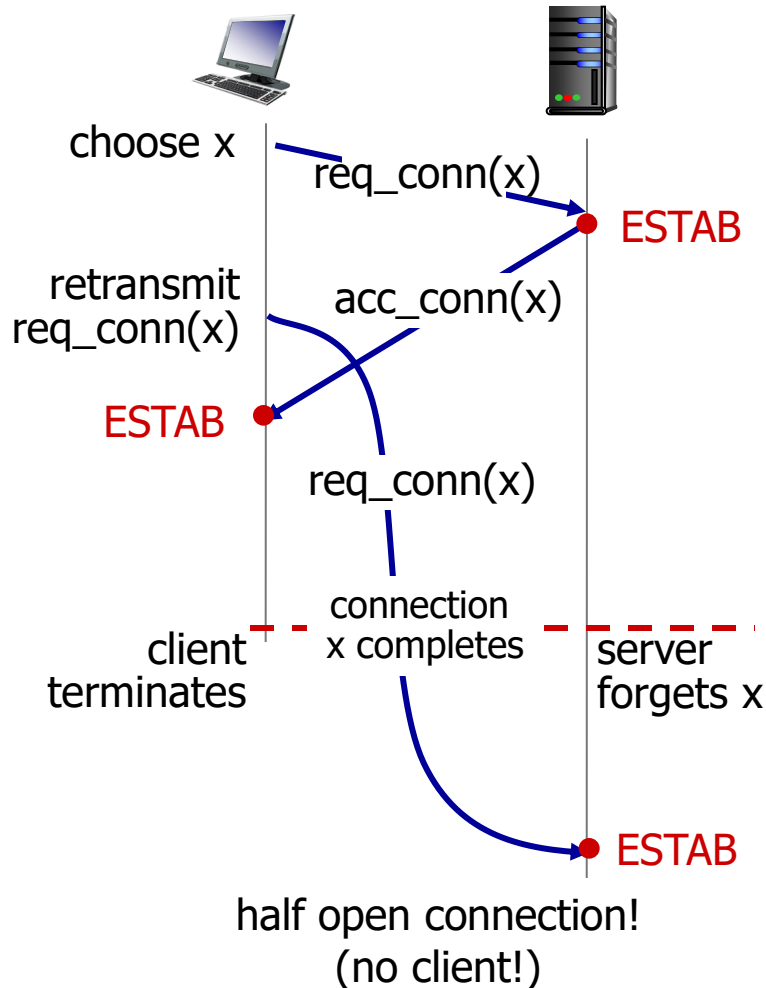 choose x
req_conn(x)
ESTAB
retransmit
req_conn(x)
acc_conn(x)
ESTAB
req_conn(x)
connection
x completes
client
terminates
server
forgets x
ESTAB
half open connection!
(no client!)